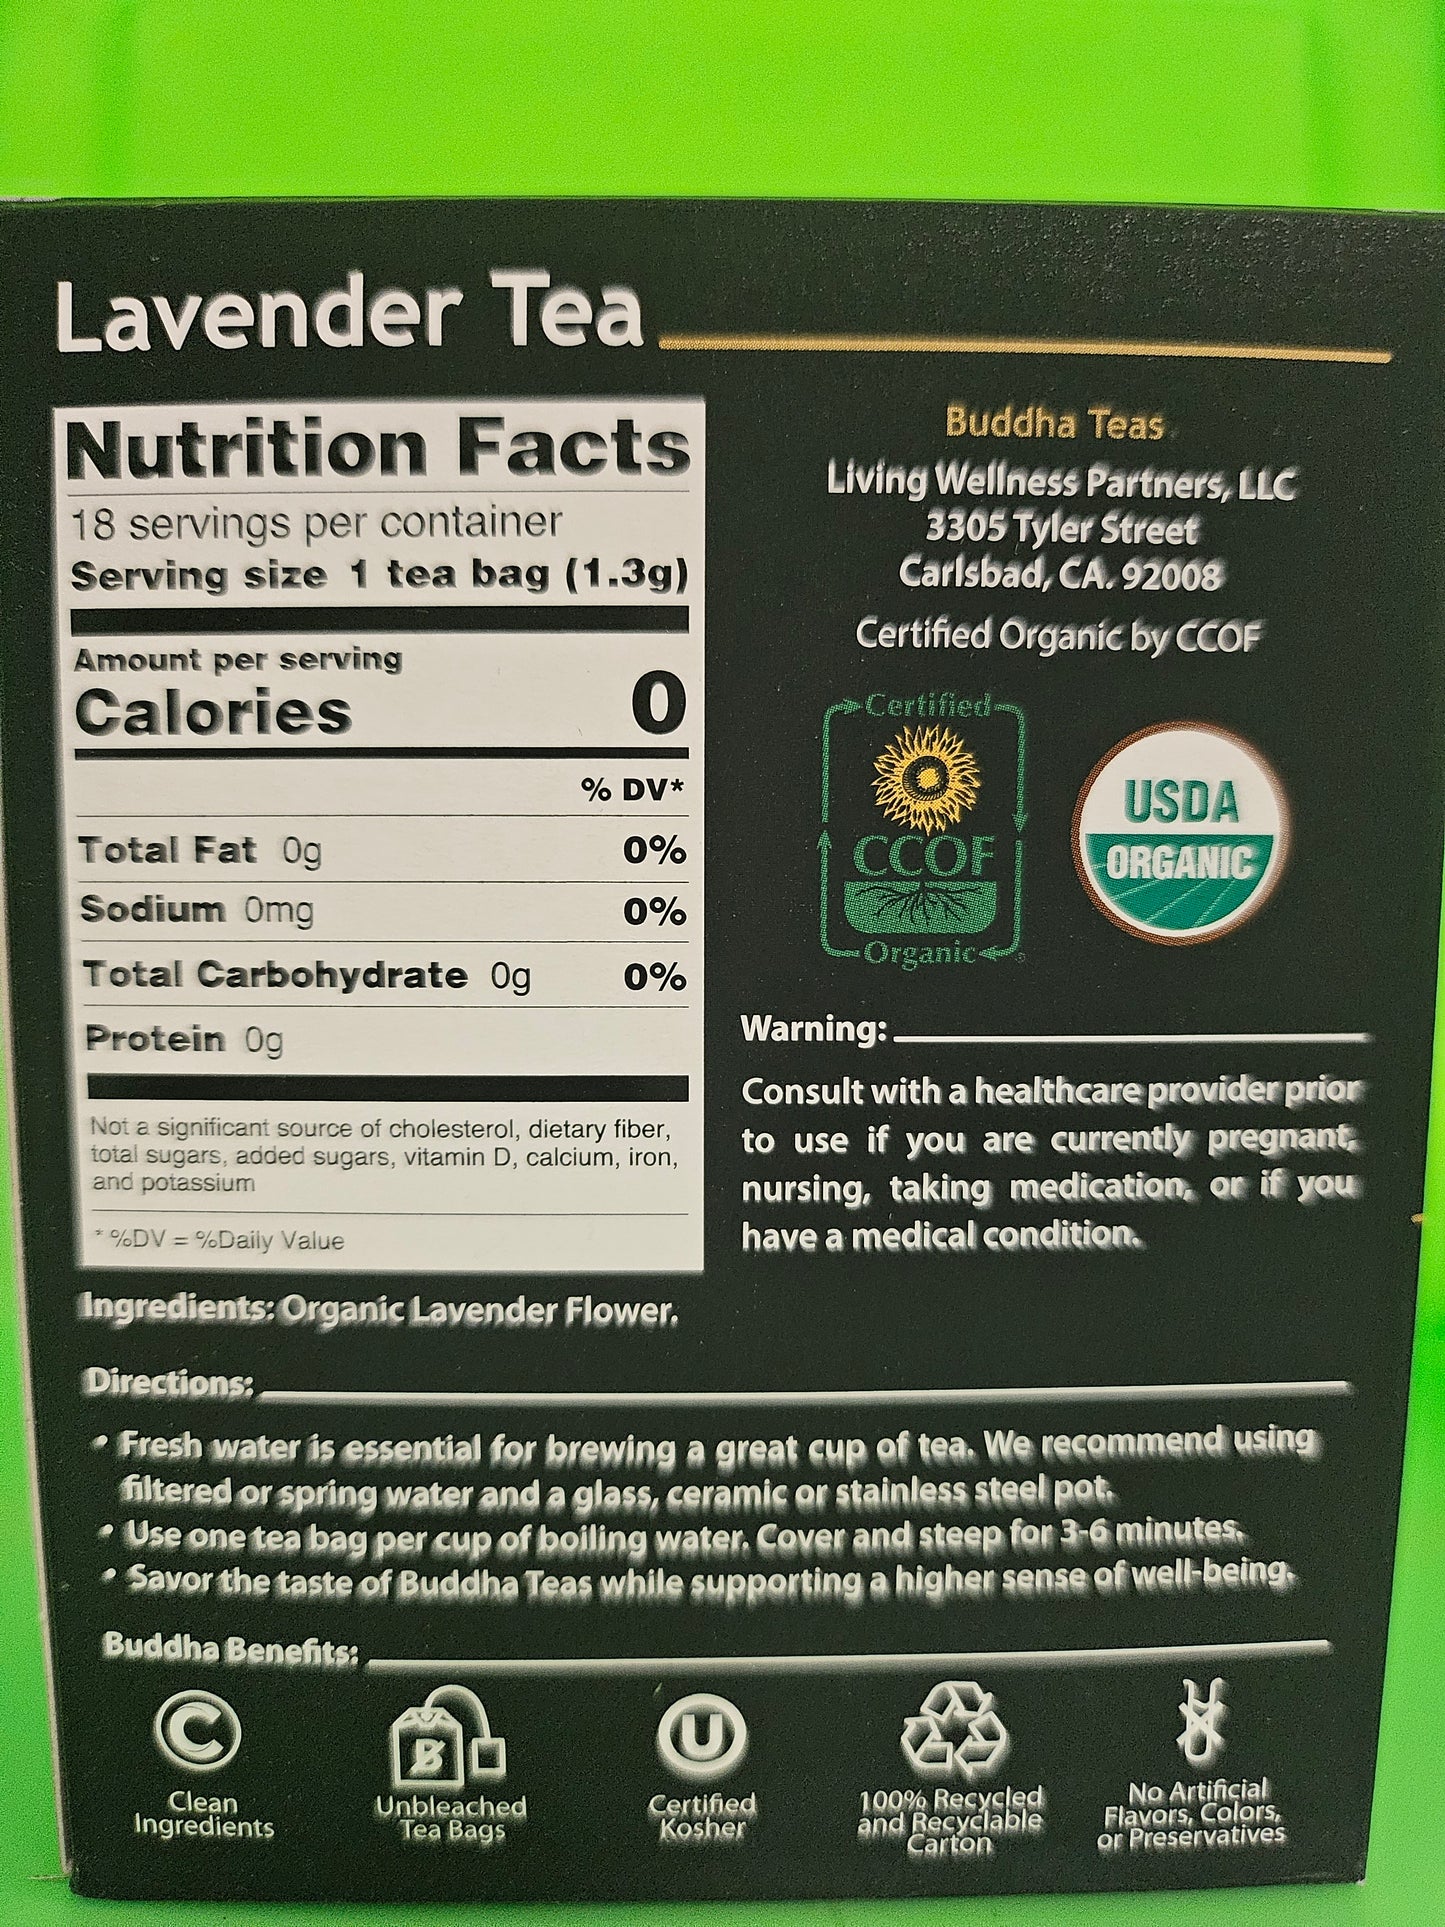 Lavender Tea
Nutrition Facts
18 servings per container
Serving size 1 tea bag (1.3g)
Amount per serving
Calories 0
% DV*
Total Fat 0g 0%
Sodium 0mg 0%
Total Carbohydrate 0g 0%
Protein 0g
Not a significant source of cholesterol, dietary fiber,
total sugars, added sugars, vitamin D, calcium, iron,
and potassium
* %DV = %Daily Value
Ingredients: Organic Lavender Flower.
Buddha Teas
Living Wellness Partners, LLC
3305 Tyler Street
Carlsbad, CA. 92008
Certified Organic by CCOF
Certified
CCOF
Organic
USDA
ORGANIC
Warning:
Consult with a healthcare provider prior
to use if you are currently pregnant,
nursing, taking medication, or if you
have a medical condition.
Directions:
• Fresh water is essential for brewing a great cup of tea. We recommend using
filtered or spring water and a glass, ceramic or stainless steel pot.
• Use one tea bag per cup of boiling water. Cover and steep for 3-6 minutes.
• Savor the taste of Buddha Teas while supporting a higher sense of well-being.
Buddha Benefits:
C
Clean
Ingredients
B
Unbleached
Tea Bags
U
Certified
Kosher
100% Recycled
and Recyclable
Carton
No Artificial
Flavors, Colors,
or Preservatives